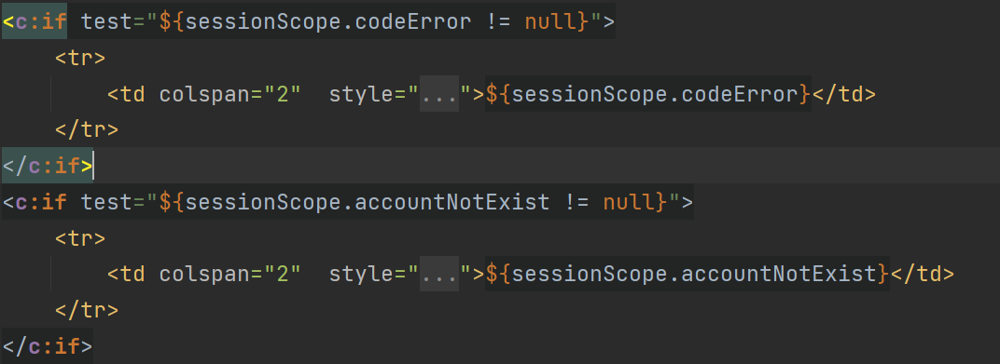 <c:if test="${sessionScope.codeError != null}">
    <tr>
        <td colspan="2"  style="...">${sessionScope.codeError}</td>
    </tr>
</c:if>
<c:if test="${sessionScope.accountNotExist != null}">
    <tr>
        <td colspan="2"  style="...">${sessionScope.accountNotExist}</td>
    </tr>
</c:if>